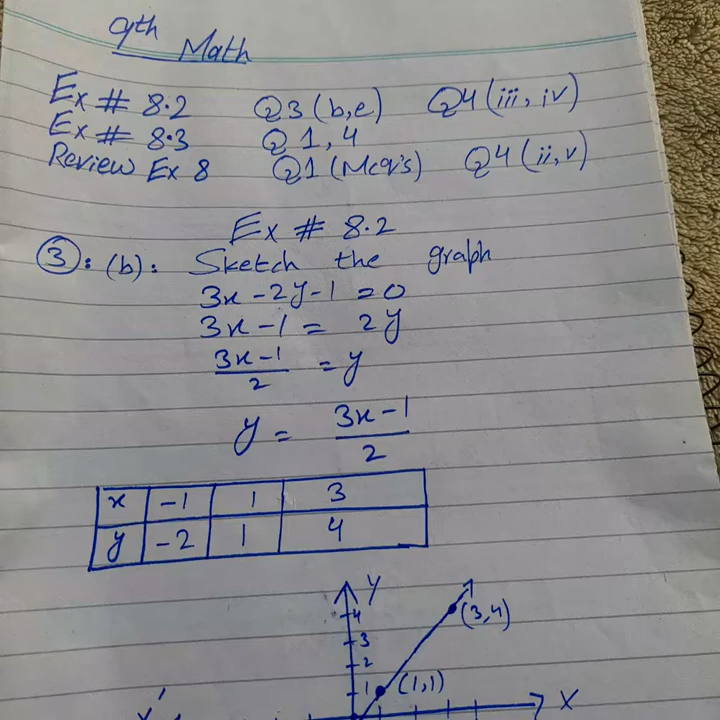 9th Math
Ex # 8.2 Q3 (b,e) Q4 (iii, iv)
Ex # 8.3 Q 1, 4
Review Ex 8 Q1 (Mcq's) Q4 (ii, v)
Ex # 8.2
③: (b): Sketch the graph
3x - 2y - 1 = 0
3x - 1 = 2y
3x - 1 / 2 = y
y = 3x - 1 / 2
x -1 1 3
y -2 1 4
y
4 (3,4)
3
2
1 (1,1)
x' x